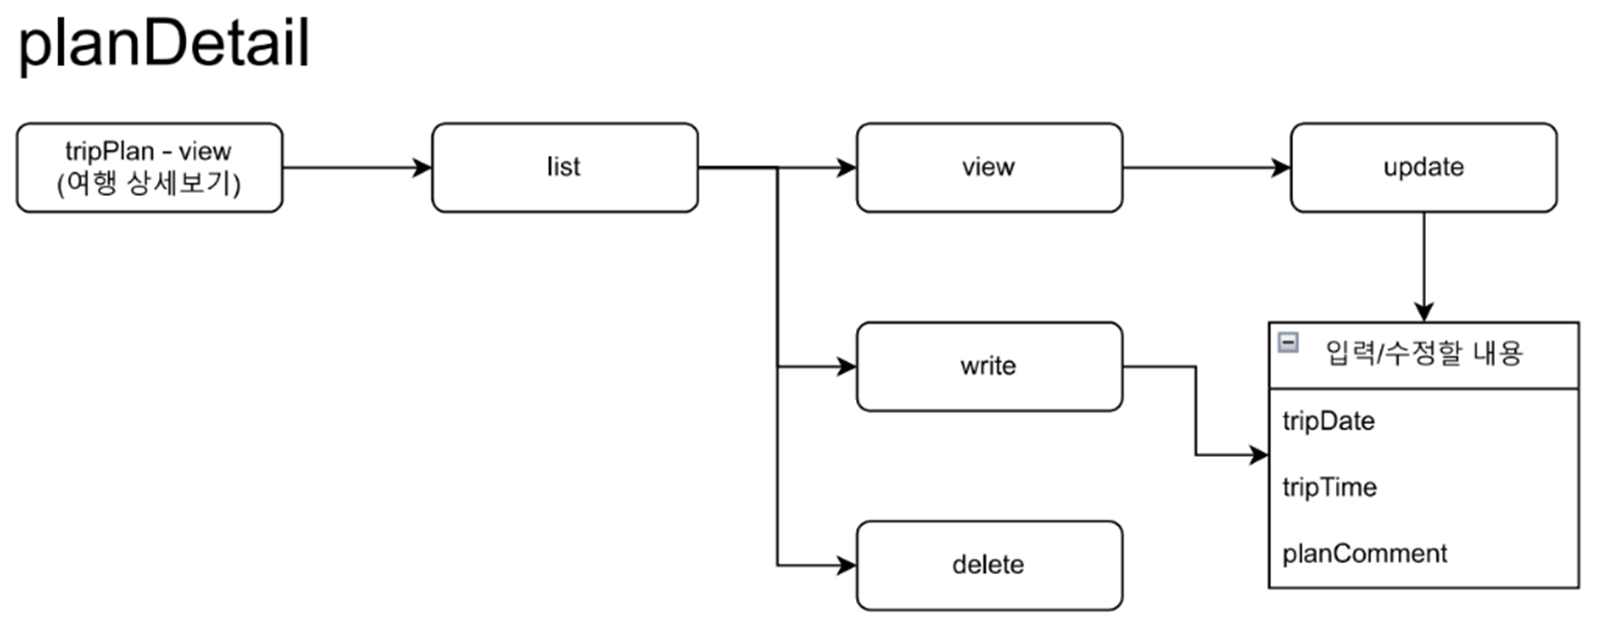 planDetail
tripPlan - view
(여행 상세보기)
list
view
update
write
delete
입력/수정할 내용
tripDate
tripTime
planComment